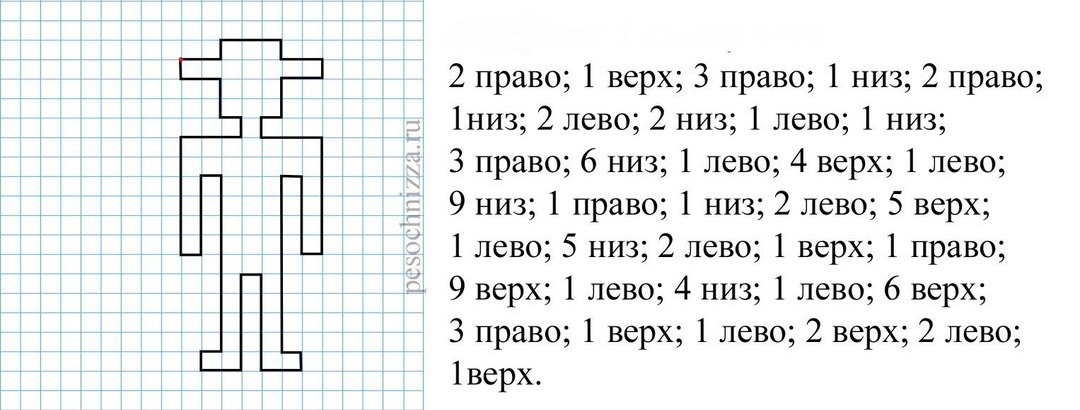 2 право; 1 верх; 3 право; 1 низ; 2 право;
1низ; 2 лево; 2 низ; 1 лево; 1 низ;
3 право; 6 низ; 1 лево; 4 верх; 1 лево;
9 низ; 1 право; 1 низ; 2 лево; 5 верх;
1 лево; 5 низ; 2 лево; 1 верх; 1 право;
9 верх; 1 лево; 4 низ; 1 лево; 6 верх;
3 право; 1 верх; 1 лево; 2 верх; 2 лево;
1верх.
pesochnizza.ru